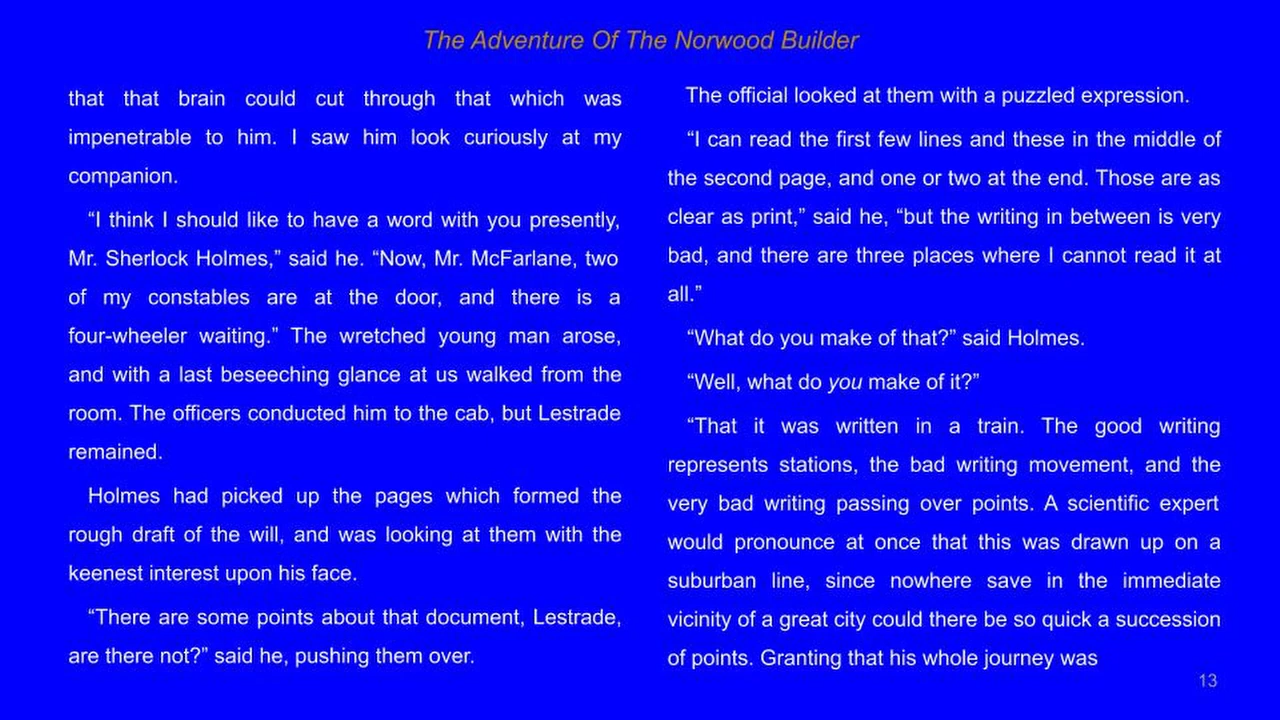 The Adventure Of The Norwood Builder
that that brain could cut through that which was
impenetrable to him. I saw him look curiously at my
companion.
“I think I should like to have a word with you presently,
Mr. Sherlock Holmes,” said he. “Now, Mr. McFarlane, two
of my constables are at the door, and there is a
four-wheeler waiting.” The wretched young man arose,
and with a last beseeching glance at us walked from the
room. The officers conducted him to the cab, but Lestrade
remained.
Holmes had picked up the pages which formed the
rough draft of the will, and was looking at them with the
keenest interest upon his face.
“There are some points about that document, Lestrade,
are there not?” said he, pushing them over.
The official looked at them with a puzzled expression.
“I can read the first few lines and these in the middle of
the second page, and one or two at the end. Those are as
clear as print,” said he, “but the writing in between is very
bad, and there are three places where I cannot read it at
all.”
“What do you make of that?” said Holmes.
“Well, what do you make of it?”
“That it was written in a train. The good writing
represents stations, the bad writing movement, and the
very bad writing passing over points. A scientific expert
would pronounce at once that this was drawn up on a
suburban line, since nowhere save in the immediate
vicinity of a great city could there be so quick a succession
of points. Granting that his whole journey was
13